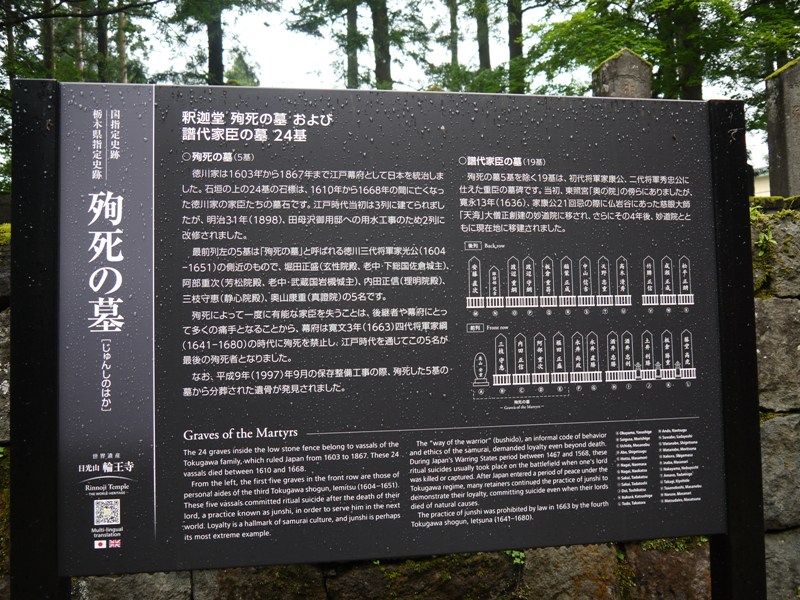 国指定史跡
栃木県指定史跡
殉死の墓
[じゅんしのはか]
世界遺産
日光山 輪王寺
Rinnoji Temple
- THE WORLD HERITAGE -
Multi-lingual
translation
釈迦堂 殉死の墓 および
譜代家臣の墓 24基
○殉死の墓(5基)
徳川家は1603年から1867年まで江戸幕府として日本を統治しま
した。石垣の上の24基の石標は、1610年から1668年の間に亡くなっ
た徳川家の家臣たちの墓石です。江戸時代当初は3列に建てられまし
たが、明治31年(1898)、田母沢御用邸への用水工事のため2列に
改修されました。
最前列左の5基は「殉死の墓」と呼ばれる徳川三代将軍家光公(1604
-1651)の側近のもので、堀田正盛(玄性院殿、老中・下総国佐倉城主)、
阿部重次(芳松院殿、老中・武蔵国岩槻城主)、内田正信(理明院殿)、
三枝守恵(静心院殿)、奥山康重(真證院)の5名です。
殉死によって一度に有能な家臣を失うことは、後継者や幕府にとっ
て多くの痛手となることから、幕府は寛文3年(1663)四代将軍家綱
(1641-1680)の時代に殉死を禁止し、江戸時代を通じてこの5名が
最後の殉死者となりました。
なお、平成9年(1997)年9月の保存整備工事の際、殉死した5基の
墓から分葬された遺骨が発見されました。
○譜代家臣の墓(19基)
殉死の墓5基を除く19基は、初代将軍家康公、二代将軍秀忠公に
仕えた重臣の墓碑です。当初、東照宮「奥の院」の傍らにありましたが、
寛永13年(1636)、家康公21回忌の際に仏岩谷にあった慈眼大師
「天海」大僧正創建の妙道院に移され、さらにその4年後、妙道院とと
もに現在地に移建されました。
後列 Back row
前列 Front row
三枝守恵
内田正信
阿部重次
堀田正盛
殉死の墓
- Graves of the Martyrs -
Graves of the Martyrs
The 24 graves inside the low stone fence belong to vassals of the
Tokugawa family, which ruled Japan from 1603 to 1867. These 24
vassals died between 1610 and 1668.
From the left, the first five graves in the front row are those of
personal aides of the third Tokugawa shogun, Iemitsu (1604–1651).
These five vassals committed ritual suicide after the death of their
lord, a practice known as junshi, in order to serve him in the next
world. Loyalty is a hallmark of samurai culture, and junshi is perhaps
its most extreme example.
The "way of the warrior" (bushido), an informal code of behavior
and ethics of the samurai, demanded loyalty even beyond death.
During Japan's Warring States period between 1467 and 1568, these
ritual suicides usually took place on the battlefield when one's lord
was killed or captured. After Japan entered a period of peace under the
Tokugawa regime, many retainers continued the practice of junshi to
demonstrate their loyalty, committing suicide even when their lords
died of natural causes.
The practice of junshi was prohibited by law in 1663 by the fourth
Tokugawa shogun, Ietsuna (1641–1680).